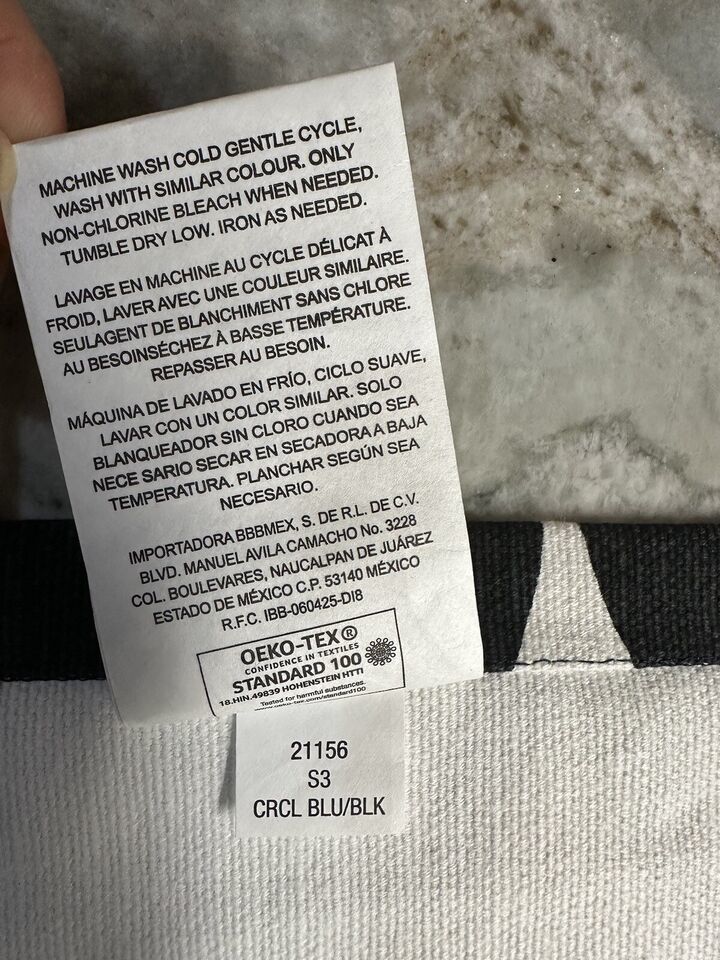 MACHINE WASH COLD GENTLE CYCLE,
WASH WITH SIMILAR COLOUR. ONLY
NON-CHLORINE BLEACH WHEN NEEDED.
TUMBLE DRY LOW. IRON AS NEEDED.
LAVAGE EN MACHINE AU CYCLE DÉLICAT À
FROID, LAVER AVEC UNE COULEUR SIMILAIRE.
SEULAGENT DE BLANCHIMENT SANS CHLORE
AU BESOINSÉCHEZ À BASSE TEMPÉRATURE.
REPASSER AU BESOIN.
MÁQUINA DE LAVADO EN FRÍO, CICLO SUAVE,
LAVAR CON UN COLOR SIMILAR. SOLO
BLANQUEADOR SIN CLORO CUANDO SEA
NECE SARIO SECAR EN SECADORA A BAJA
TEMPERATURA. PLANCHAR SEGÚN SEA
NECESARIO.
IMPORTADORA BBBMEX, S. DE R.L. DE C.V.
BLVD. MANUEL AVILA CAMACHO No. 3228
COL. BOULEVARES, NAUCALPAN DE JUÁREZ
ESTADO DE MÉXICO C.P. 53140 MÉXICO
R.F.C. IBB-060425-DI8
OEKO-TEX®
CONFIDENCE IN TEXTILES
STANDARD 100
18.HIN.49839 HOHENSTEIN HTTI
Tested for harmful substances.
www.oeko-tex.com/standard100
21156
S3
CRCL BLU/BLK